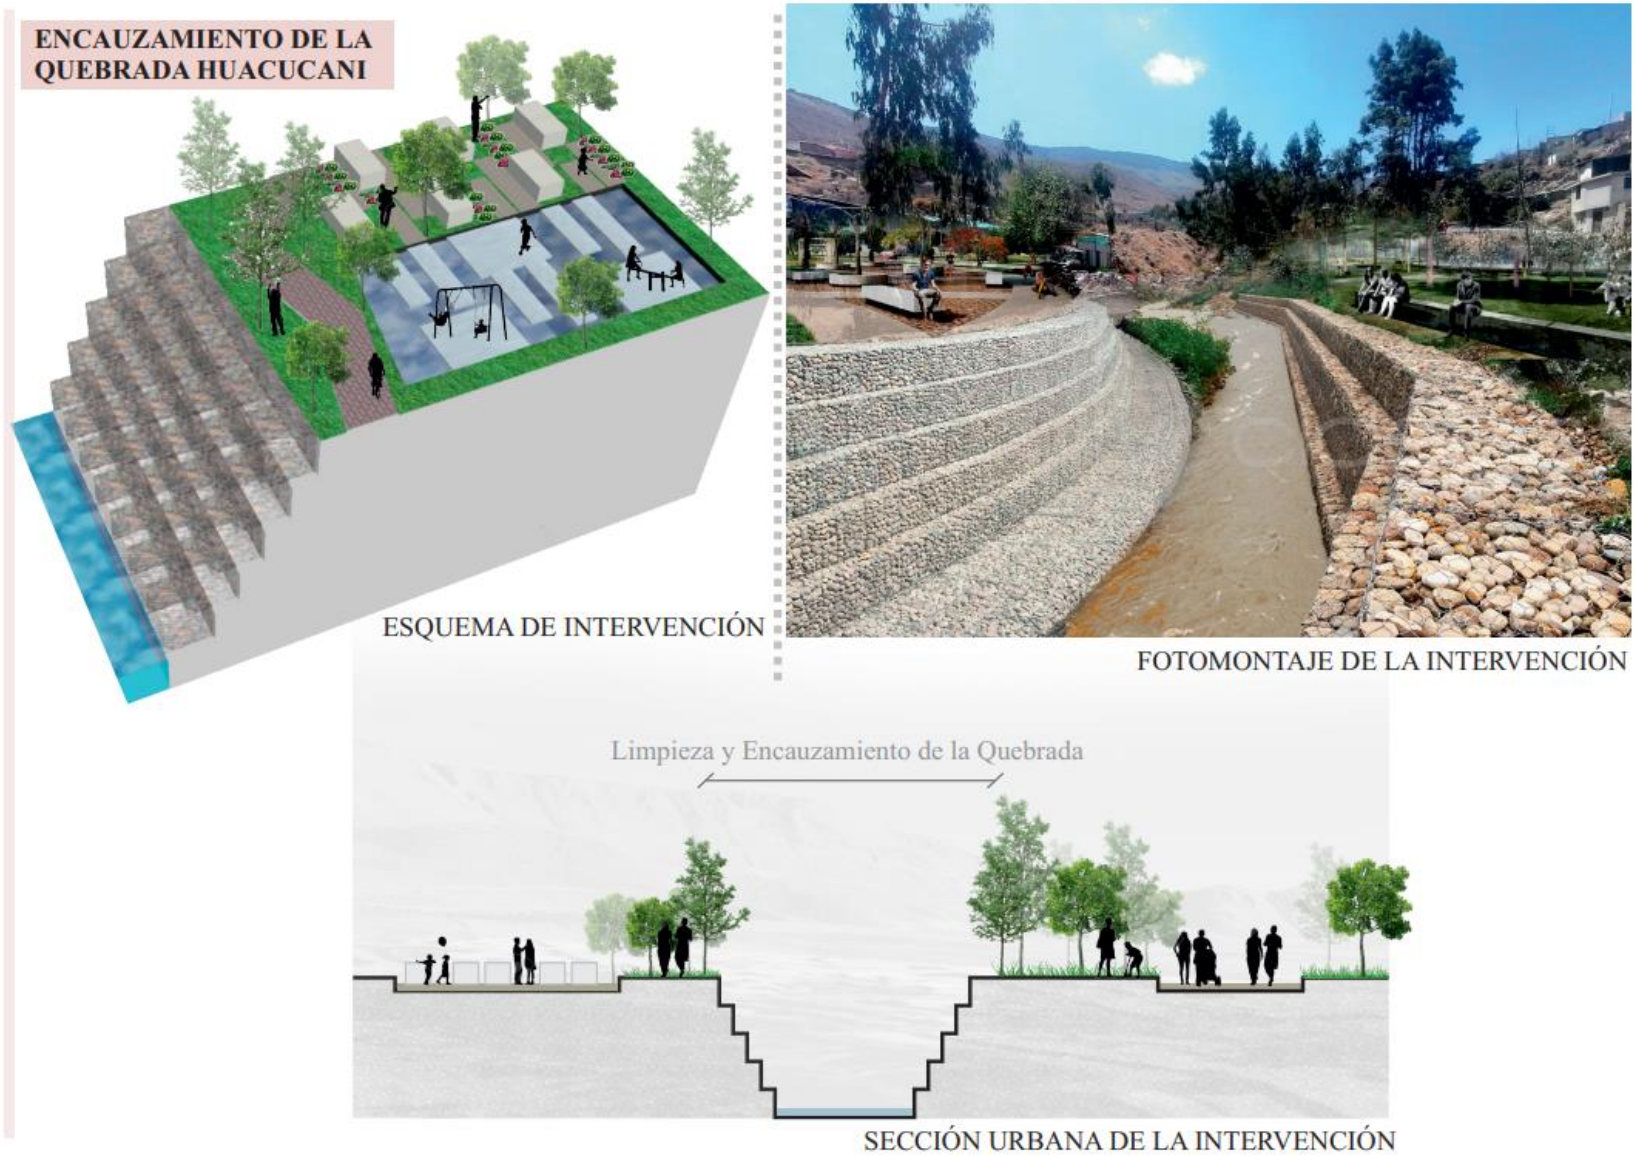 ENCAUZAMIENTO DE LA
QUEBRADA HUACUCANI
ESQUEMA DE INTERVENCIÓN
FOTOMONTAJE DE LA INTERVENCIÓN
Limpieza y Encauzamiento de la Quebrada
SECCIÓN URBANA DE LA INTERVENCIÓN